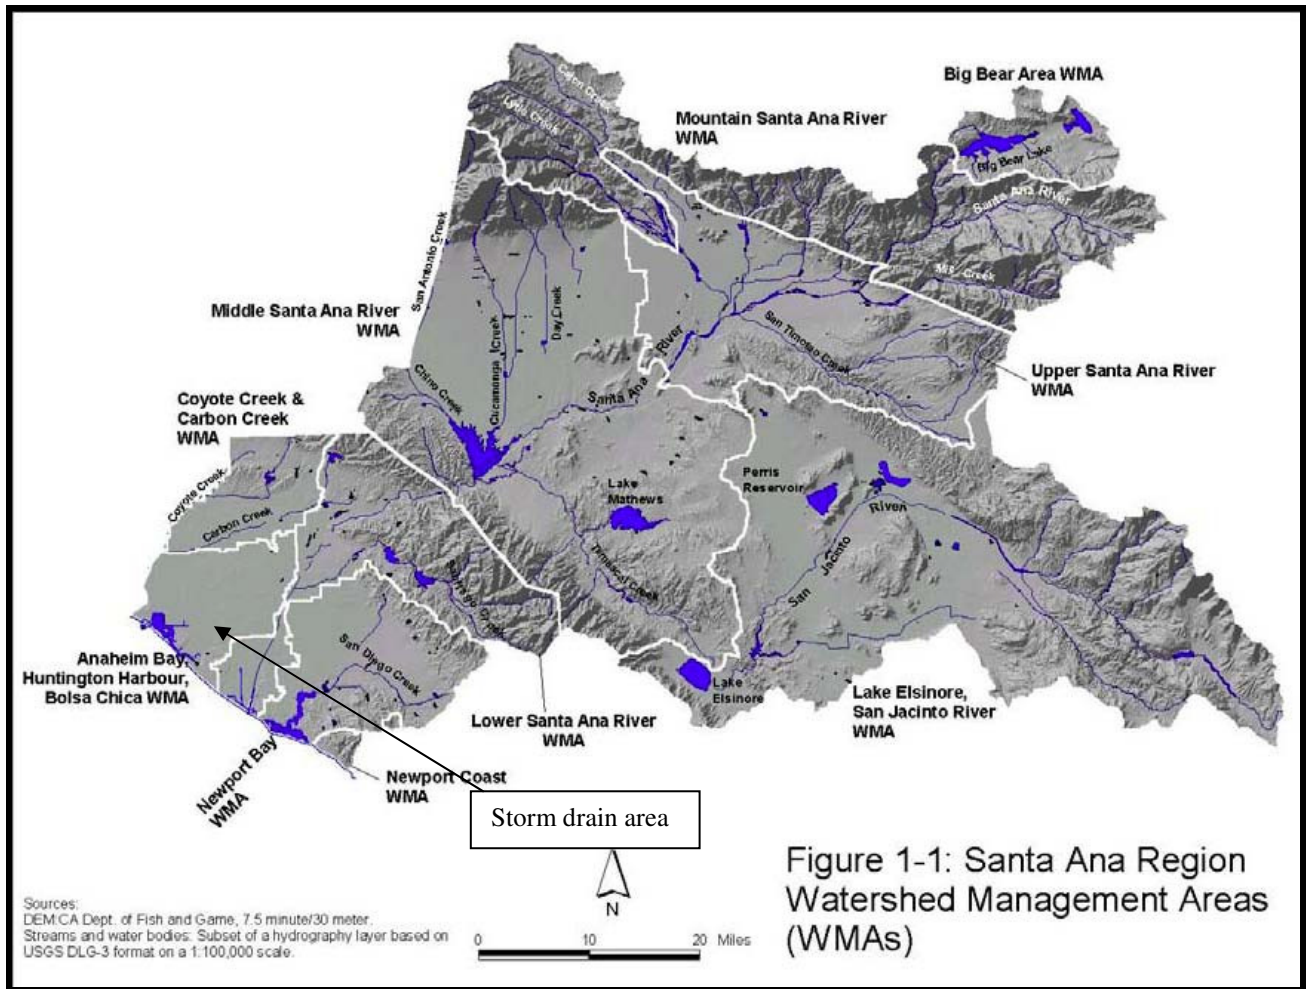 Cajon Creek
Lytle Creek
Big Bear Area WMA
Mountain Santa Ana River
WMA
Big Bear Lake
Santa Ana River
Mill Creek
San Antonio Creek
Middle Santa Ana River
WMA
Cucamonga Creek
Day Creek
Santa Ana River
San Timoteo Creek
Upper Santa Ana River
WMA
Chino Creek
Coyote Creek &
Carbon Creek
WMA
Coyote Creek
Carbon Creek
Lake
Mathews
Perris
Reservoir
San Jacinto River
Temescal Creek
Santiago Creek
San Diego Creek
Anaheim Bay,
Huntington Harbour,
Bolsa Chica WMA
Lake
Elsinore
Lake Elsinore,
San Jacinto River
WMA
Lower Santa Ana River
WMA
Newport Bay
WMA
Newport Coast
WMA
Storm drain area
N
Figure 1-1: Santa Ana Region
Watershed Management Areas
(WMAs)
Sources:
DEM:CA Dept. of Fish and Game, 7.5 minute/30 meter.
Streams and water bodies: Subset of a hydrography layer based on
USGS DLG-3 format on a 1:100,000 scale.
0 10 20 Miles